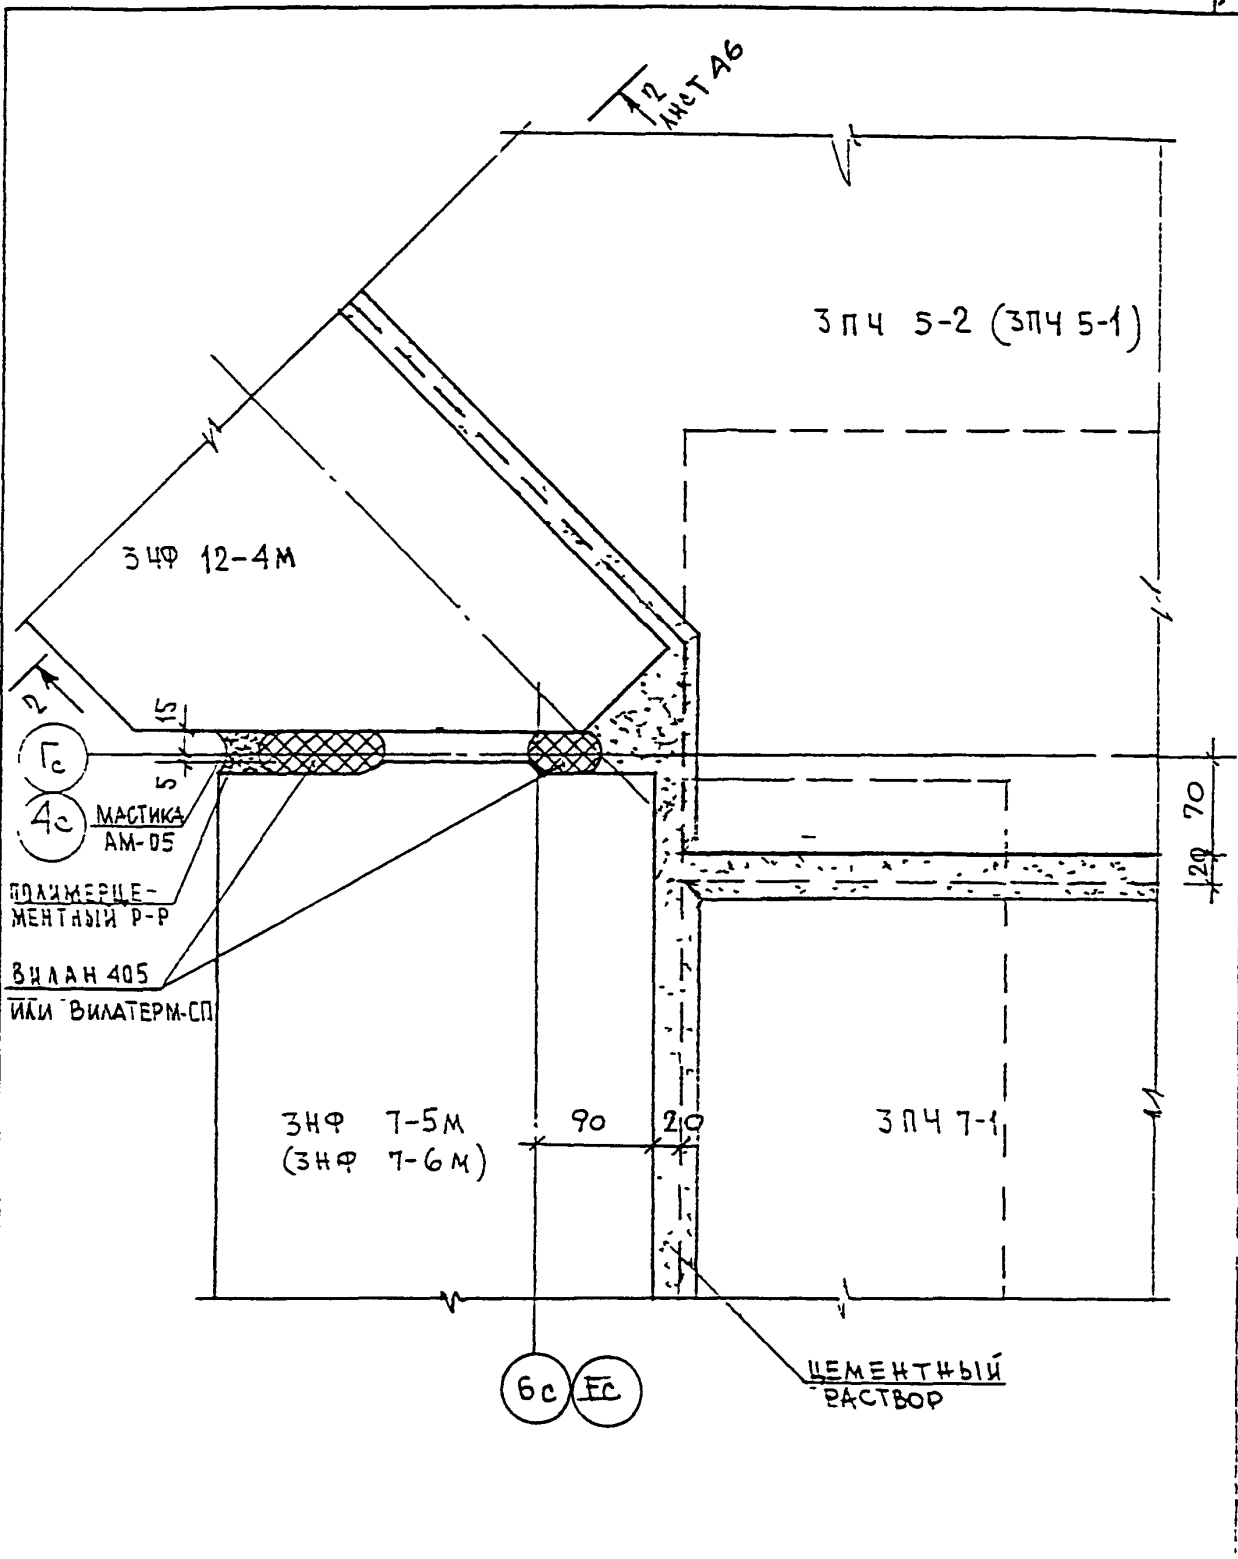 2
ЛИСТ А6
3ПЧ 5-2 (3ПЧ 5-1)
3НФ 12-4М
2
15
Гс
5
4с
МАСТИКА
АМ-05
ПОЛИМЕРЦЕ-
МЕНТНЫЙ Р-Р
ВИЛАН 405
ИЛИ ВИЛАТЕРМ-СП
70
20
3НФ 7-5М
(3НФ 7-6М)
90
20
3ПЧ 7-1
6с
Ес
ЦЕМЕНТНЫЙ
РАСТВОР